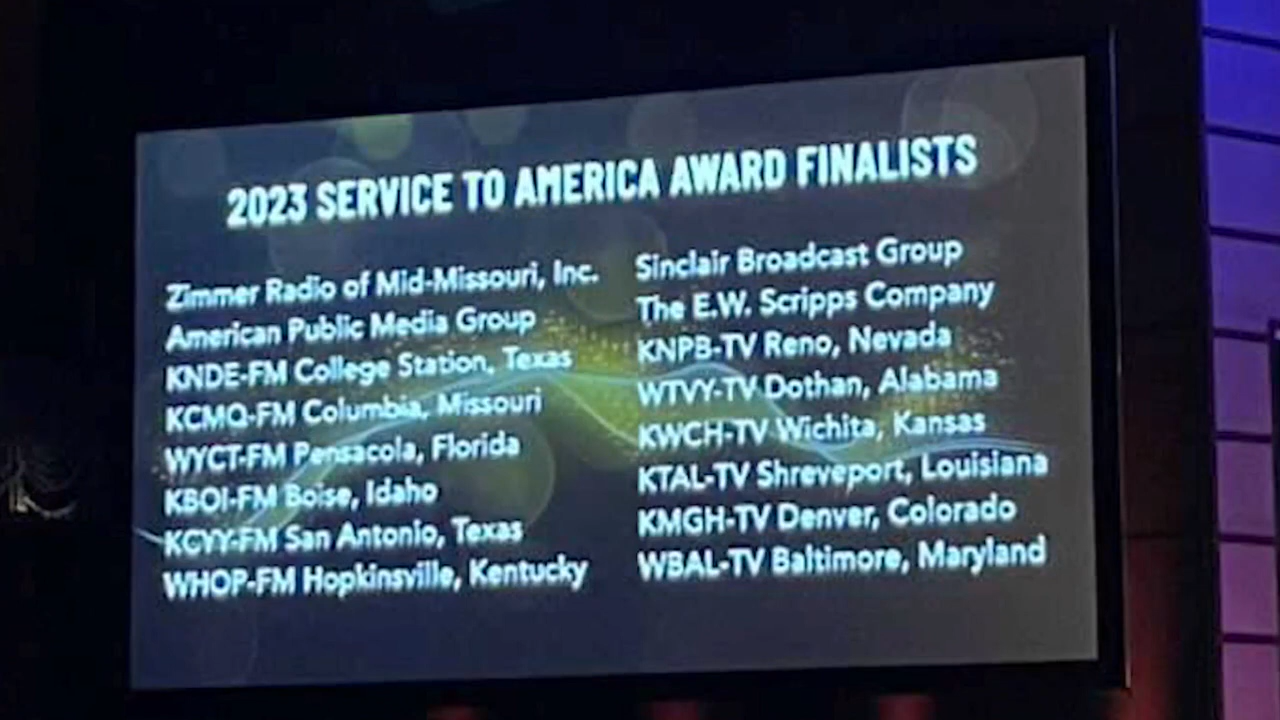 2023 SERVICE TO AMERICA AWARD FINALISTS
Zimmer Radio of Mid-Missouri, Inc.
American Public Media Group
KNDE-FM College Station, Texas
KCMQ-FM Columbia, Missouri
WYCT-FM Pensacola, Florida
KBOI-FM Boise, Idaho
KCYY-FM San Antonio, Texas
WHOP-FM Hopkinsville, Kentucky
Sinclair Broadcast Group
The E.W. Scripps Company
KNPB-TV Reno, Nevada
WTVY-TV Dothan, Alabama
KWCH-TV Wichita, Kansas
KTAL-TV Shreveport, Louisiana
KMGH-TV Denver, Colorado
WBAL-TV Baltimore, Maryland